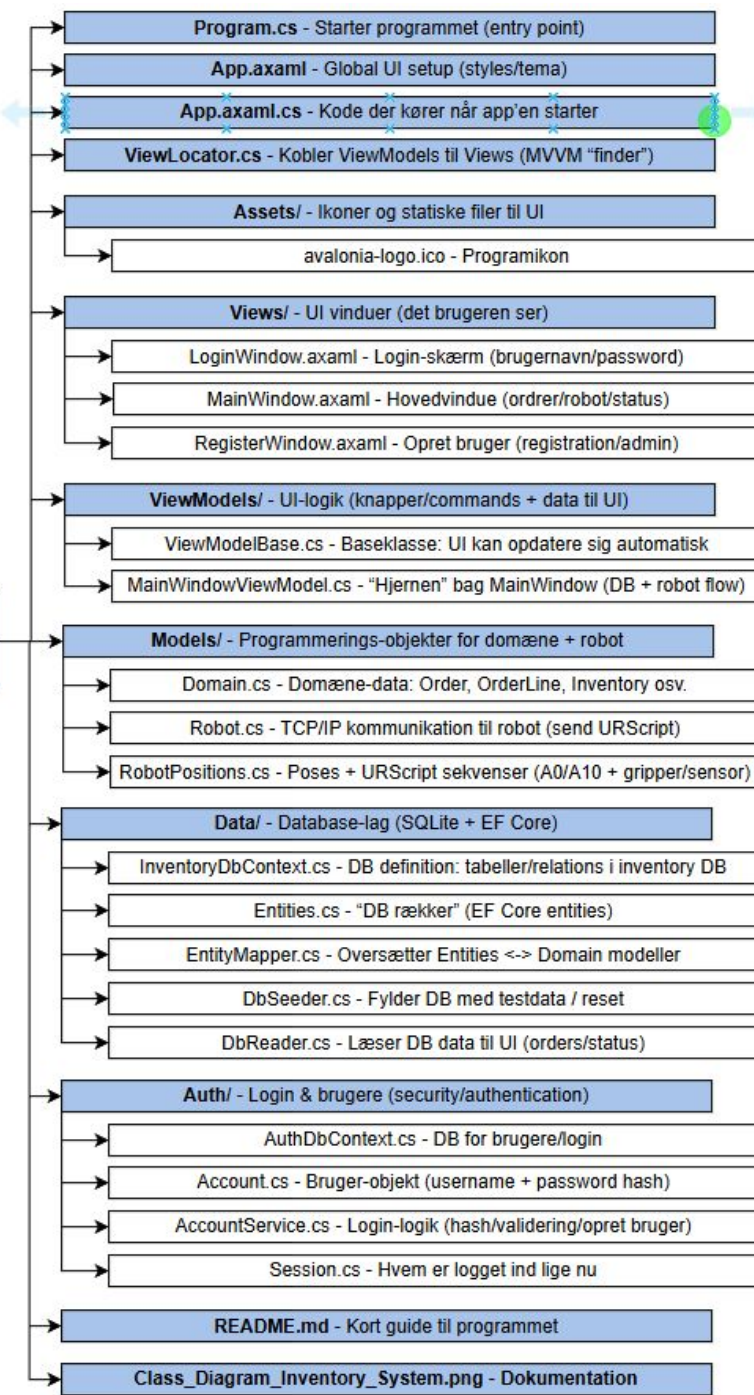 Program.cs - Starter programmet (entry point)
App.axaml - Global UI setup (styles/tema)
App.axaml.cs - Kode der kører når app'en starter
ViewLocator.cs - Kobler ViewModels til Views (MVVM “finder”)
Assets/ - Ikoner og statiske filer til UI
avalonia-logo.ico - Programikon
Views/ - UI vinduer (det brugeren ser)
LoginWindow.axaml - Login-skærm (brugernavn/password)
MainWindow.axaml - Hovedvindue (ordrer/robot/status)
RegisterWindow.axaml - Opret bruger (registration/admin)
ViewModels/ - UI-logik (knapper/commands + data til UI)
ViewModelBase.cs - Baseklasse: UI kan opdatere sig automatisk
MainWindowViewModel.cs - “Hjernen” bag MainWindow (DB + robot flow)
Models/ - Programmerings-objekter for domæne + robot
Domain.cs - Domæne-data: Order, OrderLine, Inventory osv.
Robot.cs - TCP/IP kommunikation til robot (send URScript)
RobotPositions.cs - Poses + URScript sekvenser (A0/A10 + gripper/sensor)
Data/ - Database-lag (SQLite + EF Core)
InventoryDbContext.cs - DB definition: tabeller/relations i inventory DB
Entities.cs - “DB rækker” (EF Core entities)
EntityMapper.cs - Oversætter Entities <-> Domain modeller
DbSeeder.cs - Fylder DB med testdata / reset
DbReader.cs - Læser DB data til UI (orders/status)
Auth/ - Login & brugere (security/authentication)
AuthDbContext.cs - DB for brugere/login
Account.cs - Bruger-objekt (username + password hash)
AccountService.cs - Login-logik (hash/validering/opret bruger)
Session.cs - Hvem er logget ind lige nu
README.md - Kort guide til programmet
Class_Diagram_Inventory_System.png - Dokumentation